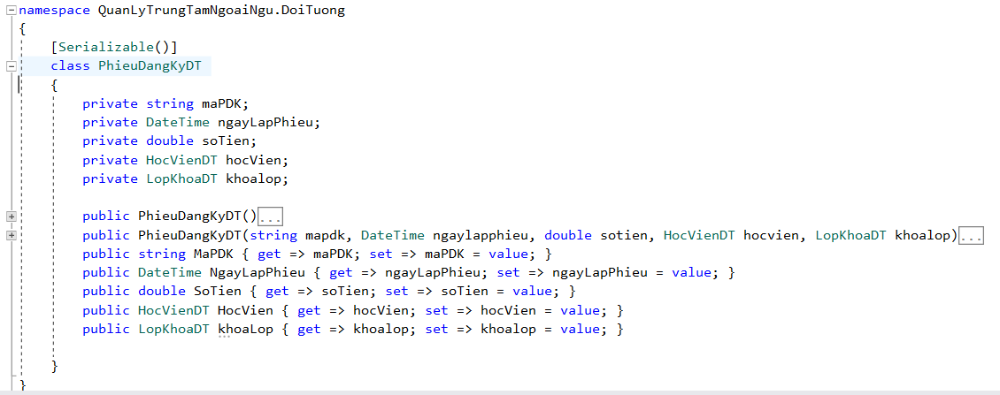 namespace QuanLyTrungTamNgoaiNgu.DoiTuong
{
[Serializable()]
class PhieuDangKyDT
{
private string maPDK;
private DateTime ngayLapPhieu;
private double soTien;
private HocVienDT hocVien;
private LopKhoaDT khoalop;
public PhieuDangKyDT()...
public PhieuDangKyDT(string mapdk, DateTime ngaylapphieu, double sotien, HocVienDT hocvien, LopKhoaDT khoalop)...
public string MaPDK { get => maPDK; set => maPDK = value; }
public DateTime NgayLapPhieu { get => ngayLapPhieu; set => ngayLapPhieu = value; }
public double SoTien { get => soTien; set => soTien = value; }
public HocVienDT HocVien { get => hocVien; set => hocVien = value; }
public LopKhoaDT khoaLop { get => khoalop; set => khoalop = value; }
}
}